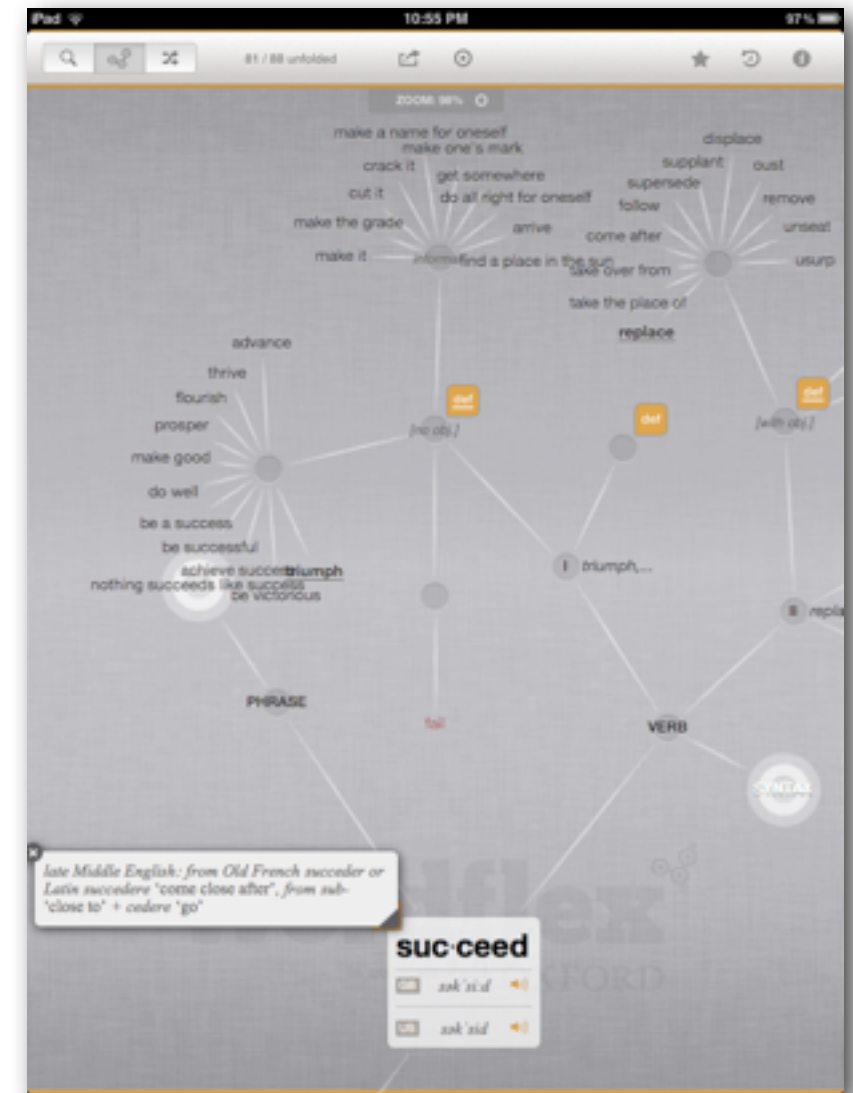 iPad
10:55 PM
97 %
81 / 88 unfolded
ZOOM: 98%
make a name for oneself
make one's mark
crack it
get somewhere
cut it
do all right for oneself
make the grade
arrive
make it
find a place in the sun
displace
supplant
oust
supersede
remove
follow
unseat
come after
usurp
take over from
take the place of
replace
advance
thrive
flourish
prosper
make good
do well
be a success
be successful
achieve success
triumph
nothing succeeds like success
be victorious
def
[no obj.]
def
def
[with obj.]
I triumph,...
II repla
PHRASE
fail
VERB
SYNTAX
late Middle English: from Old French succeder or
Latin succedere 'come close after', from sub-
'close to' + cedere 'go'
suc·ceed
səkˈsiːd
səkˈsid
OXFORD